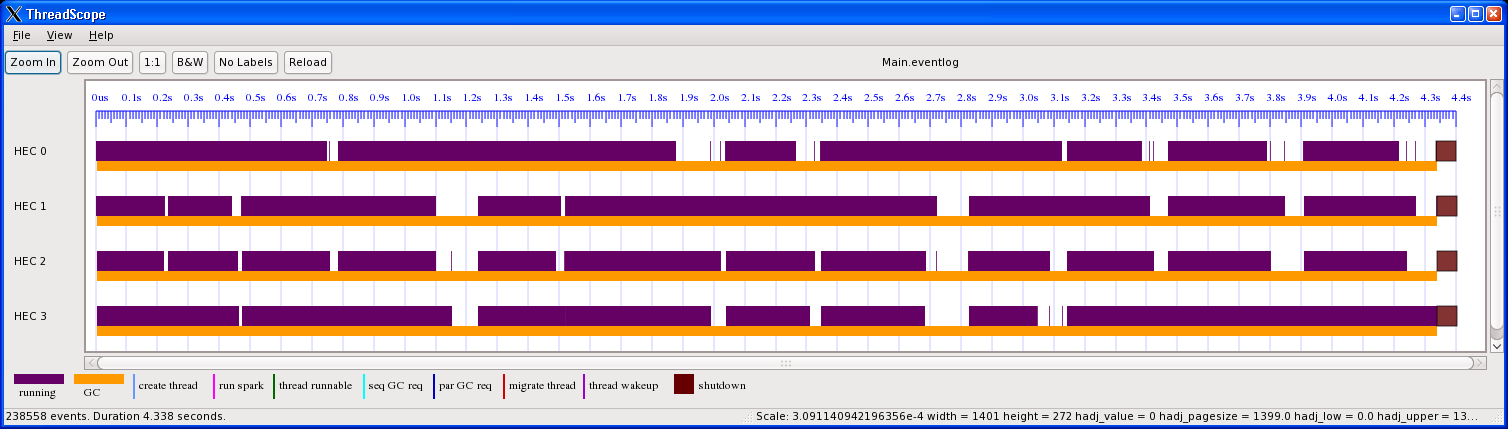 ThreadScope
File View Help
Zoom In Zoom Out 1:1 B&W No Labels Reload Main.eventlog
0us 0.1s 0.2s 0.3s 0.4s 0.5s 0.6s 0.7s 0.8s 0.9s 1.0s 1.1s 1.2s 1.3s 1.4s 1.5s 1.6s 1.7s 1.8s 1.9s 2.0s 2.1s 2.2s 2.3s 2.4s 2.5s 2.6s 2.7s 2.8s 2.9s 3.0s 3.1s 3.2s 3.3s 3.4s 3.5s 3.6s 3.7s 3.8s 3.9s 4.0s 4.1s 4.2s 4.3s 4.4s
HEC 0
HEC 1
HEC 2
HEC 3
running GC create thread run spark thread runnable seq GC req par GC req migrate thread thread wakeup shutdown
238558 events. Duration 4.338 seconds. Scale: 3.091140942196356e-4 width = 1401 height = 272 hadj_value = 0 hadj_pagesize = 1399.0 hadj_low = 0.0 hadj_upper = 13...